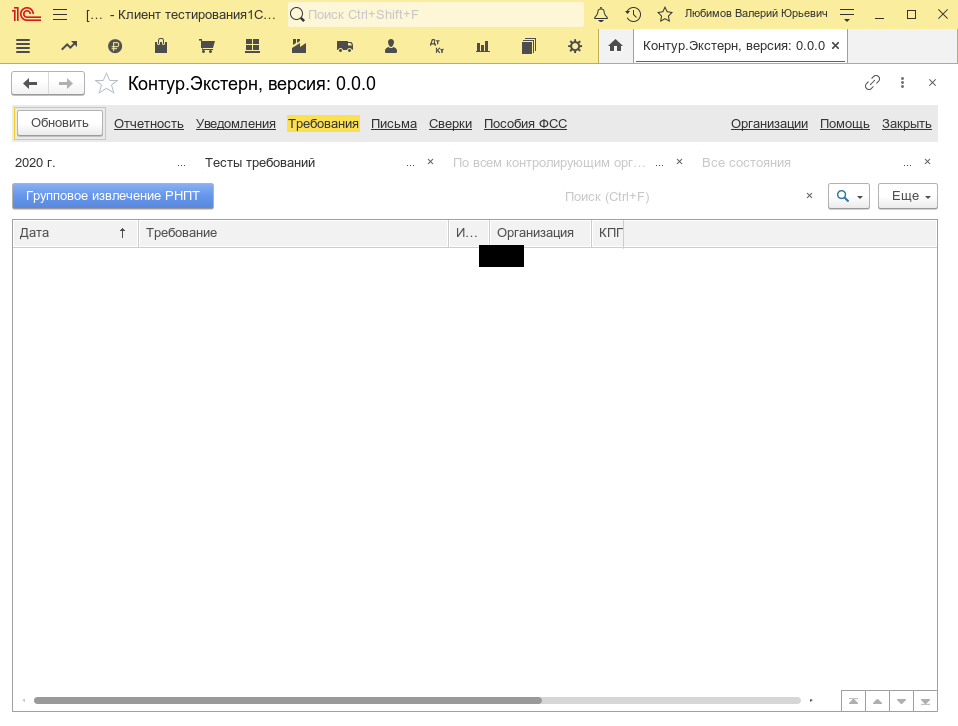 1С [... - Клиент тестирования1С... Поиск Ctrl+Shift+F Любимов Валерий Юрьевич
Дт Кт Контур.Экстерн, версия: 0.0.0 ×
Контур.Экстерн, версия: 0.0.0
Обновить Отчетность Уведомления Требования Письма Сверки Пособия ФСС Организации Помощь Закрыть
2020 г. ... Тесты требований ... × По всем контролирующим орг... ... × Все состояния ... ×
Групповое извлечение РНПТ Поиск (Ctrl+F) × Еще
Дата ↑ Требование И... Организация КПП